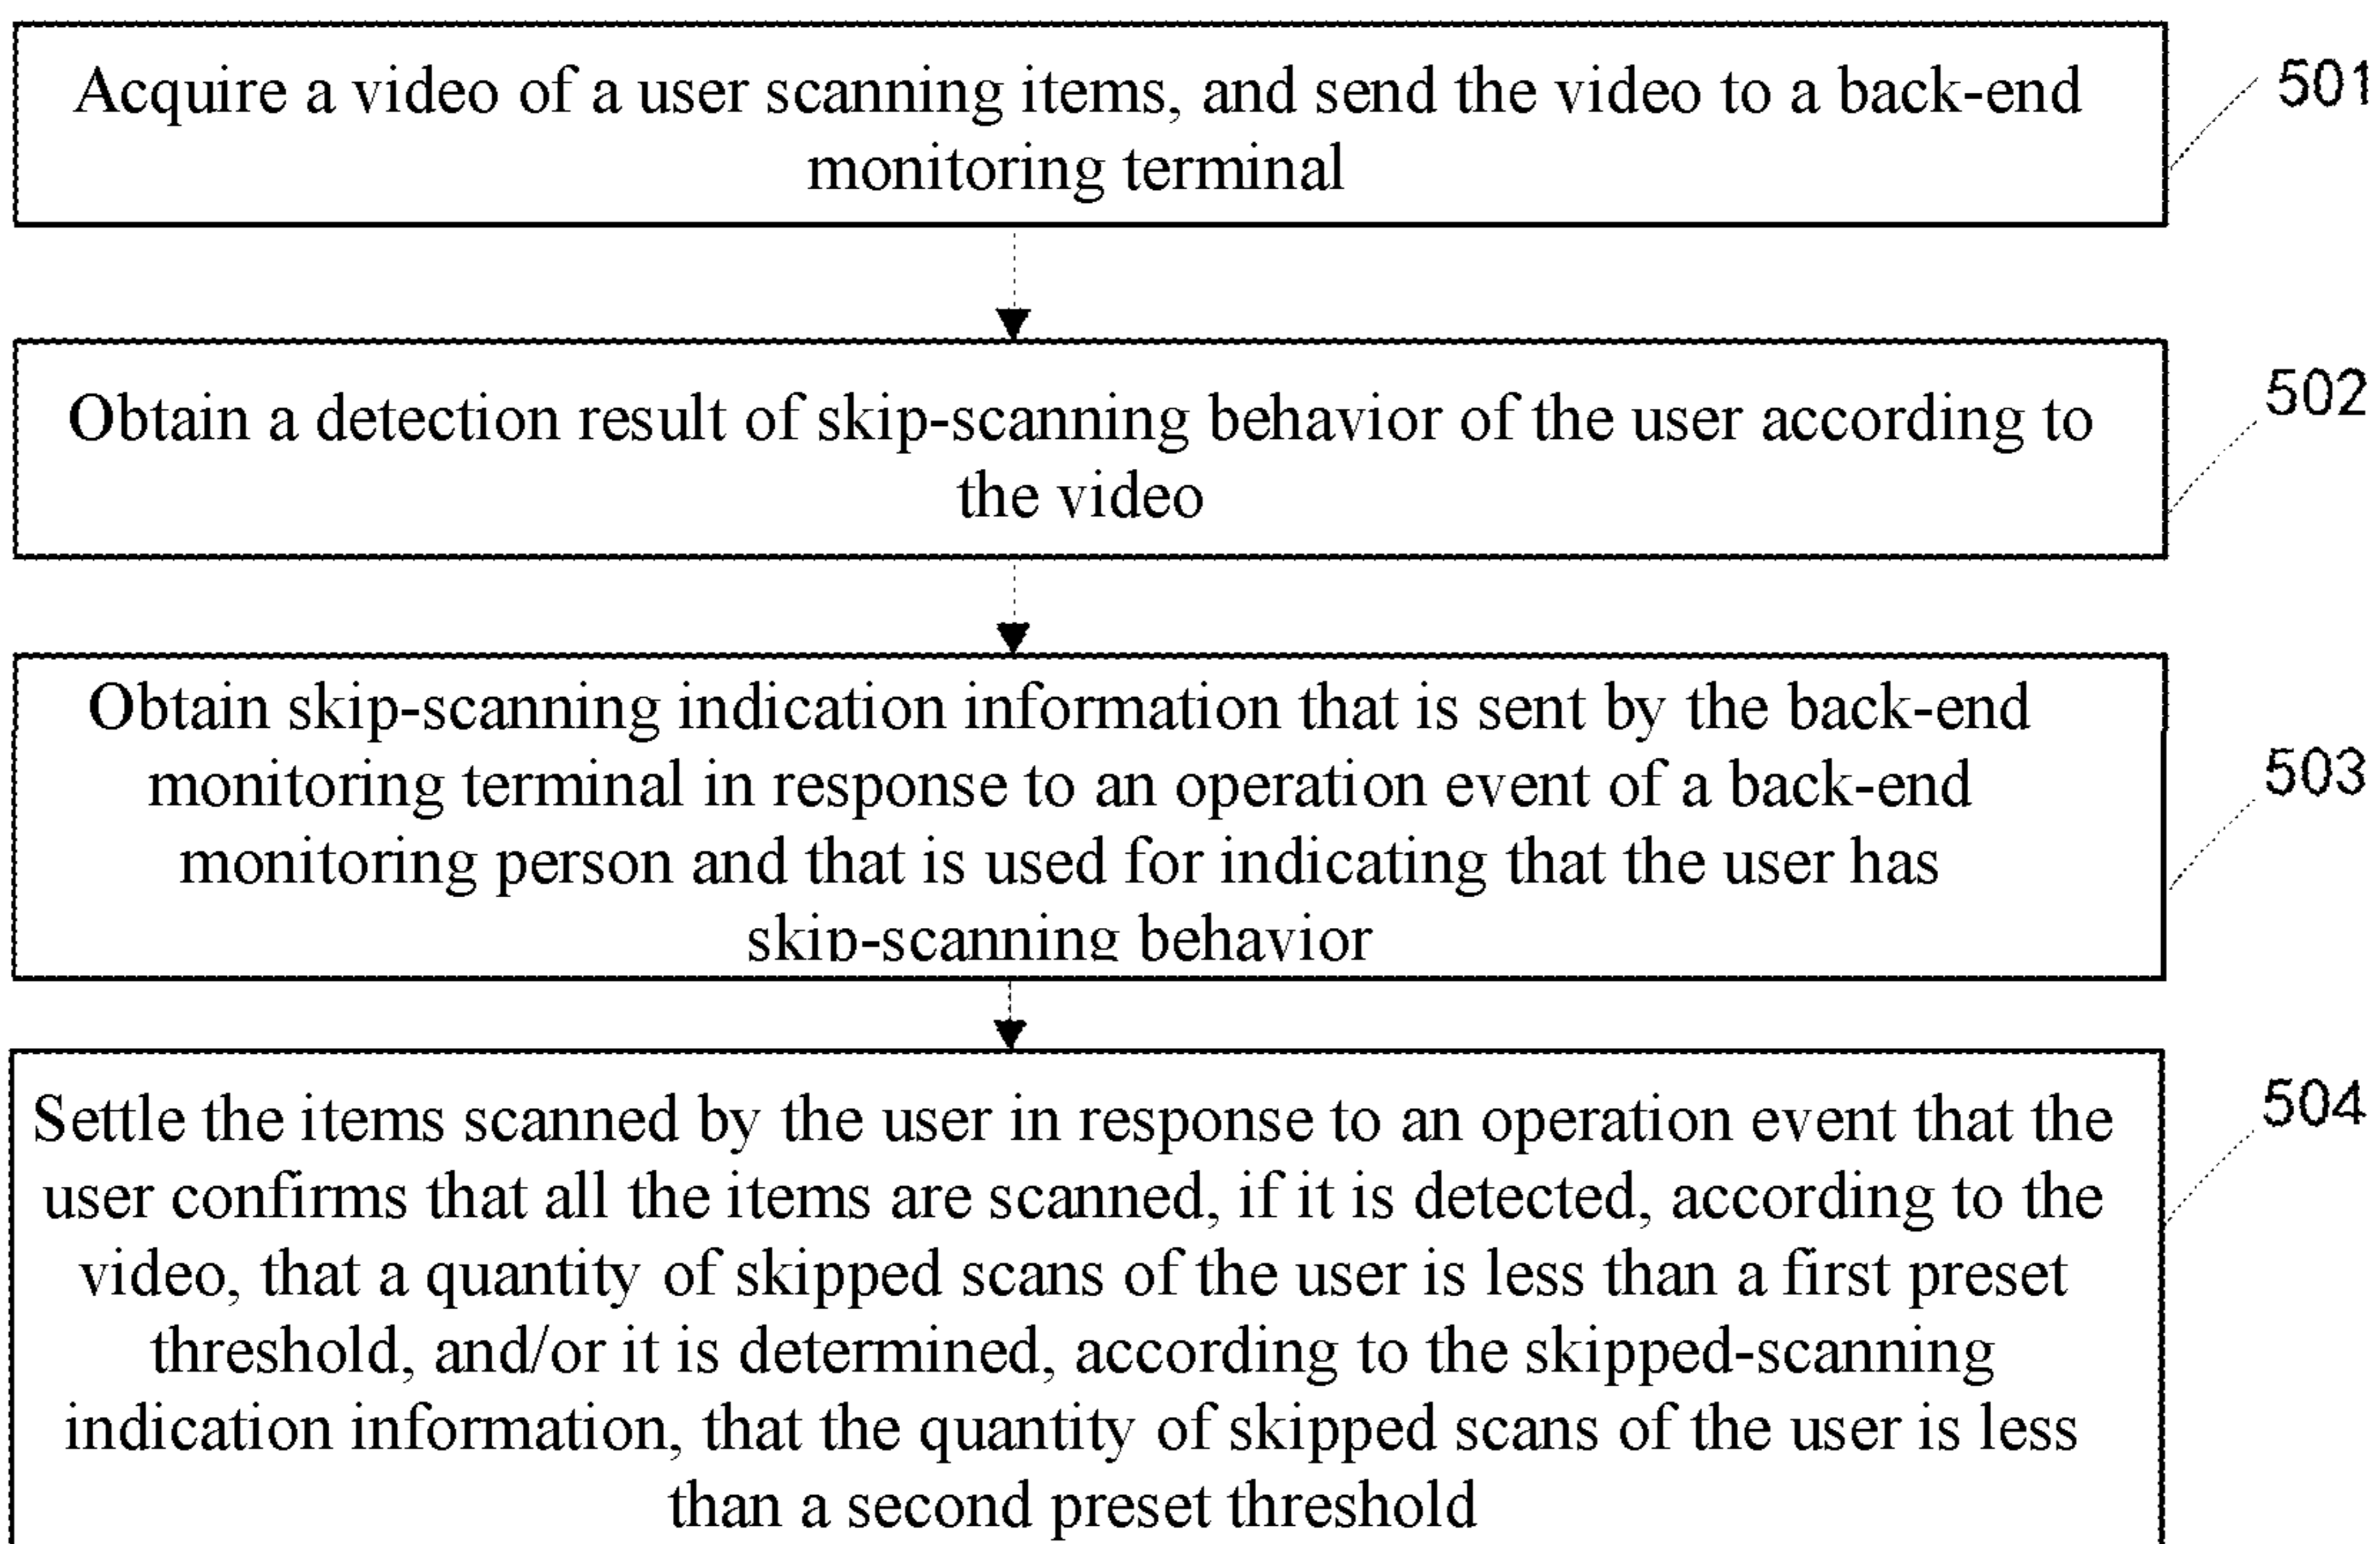 Acquire a video of a user scanning items, and send the video to a back-end
monitoring terminal
501
Obtain a detection result of skip-scanning behavior of the user according to
the video
502
Obtain skip-scanning indication information that is sent by the back-end
monitoring terminal in response to an operation event of a back-end
monitoring person and that is used for indicating that the user has
skip-scanning behavior
503
Settle the items scanned by the user in response to an operation event that the
user confirms that all the items are scanned, if it is detected, according to the
video, that a quantity of skipped scans of the user is less than a first preset
threshold, and/or it is determined, according to the skipped-scanning
indication information, that the quantity of skipped scans of the user is less
than a second preset threshold
504